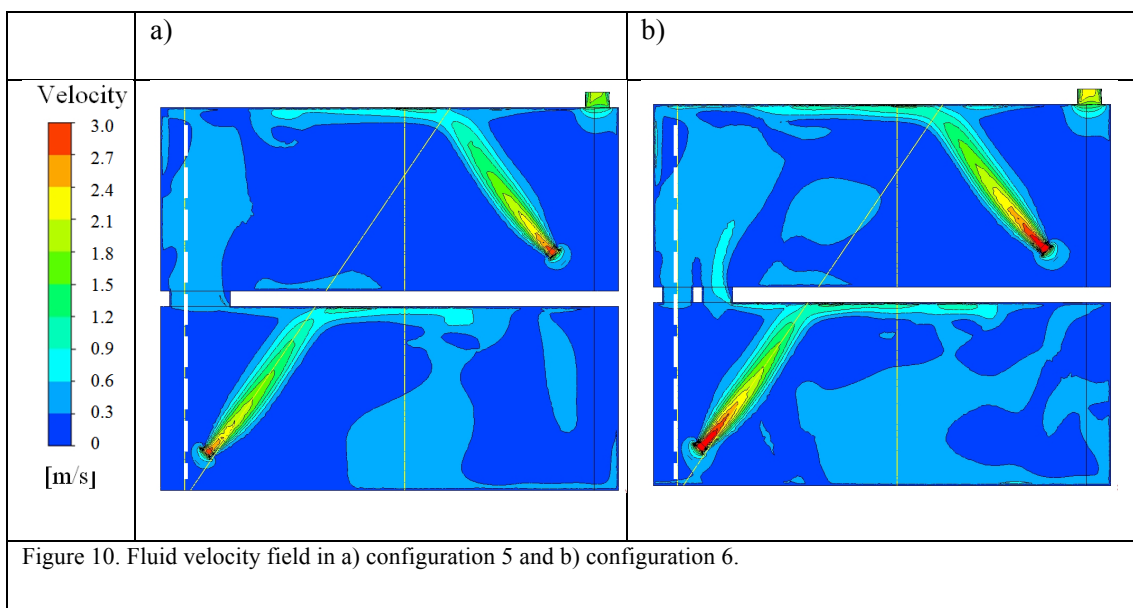 a)
b)
Velocity
3.0
2.7
2.4
2.1
1.8
1.5
1.2
0.9
0.6
0.3
0
[m/s]
Figure 10. Fluid velocity field in a) configuration 5 and b) configuration 6.